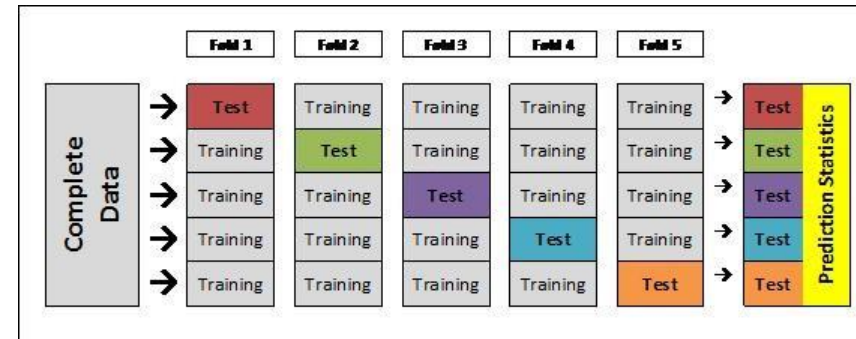 Fold 1 Fold 2 Fold 3 Fold 4 Fold 5
Complete Data
Test Training Training Training Training Test
Training Test Training Training Training Test
Training Training Test Training Training Test
Training Training Training Test Training Test
Training Training Training Training Test Test
Prediction Statistics